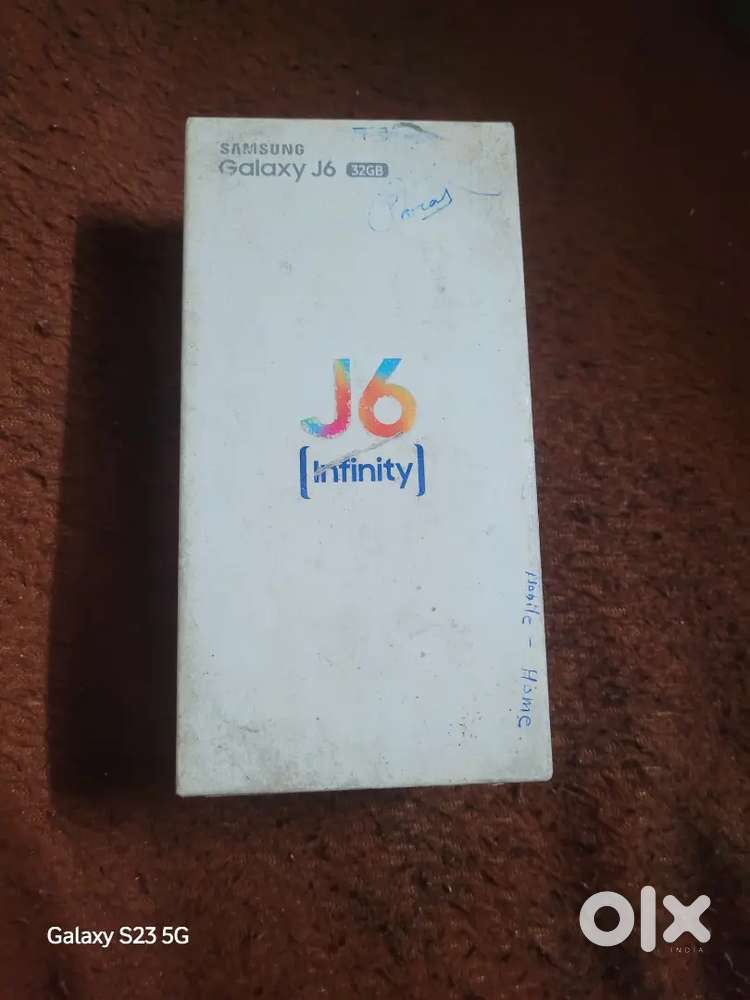 SAMSUNG
Galaxy J6 32GB
Paras
J6
[Infinity]
Mobile - Home
Galaxy S23 5G
olx
INDIA